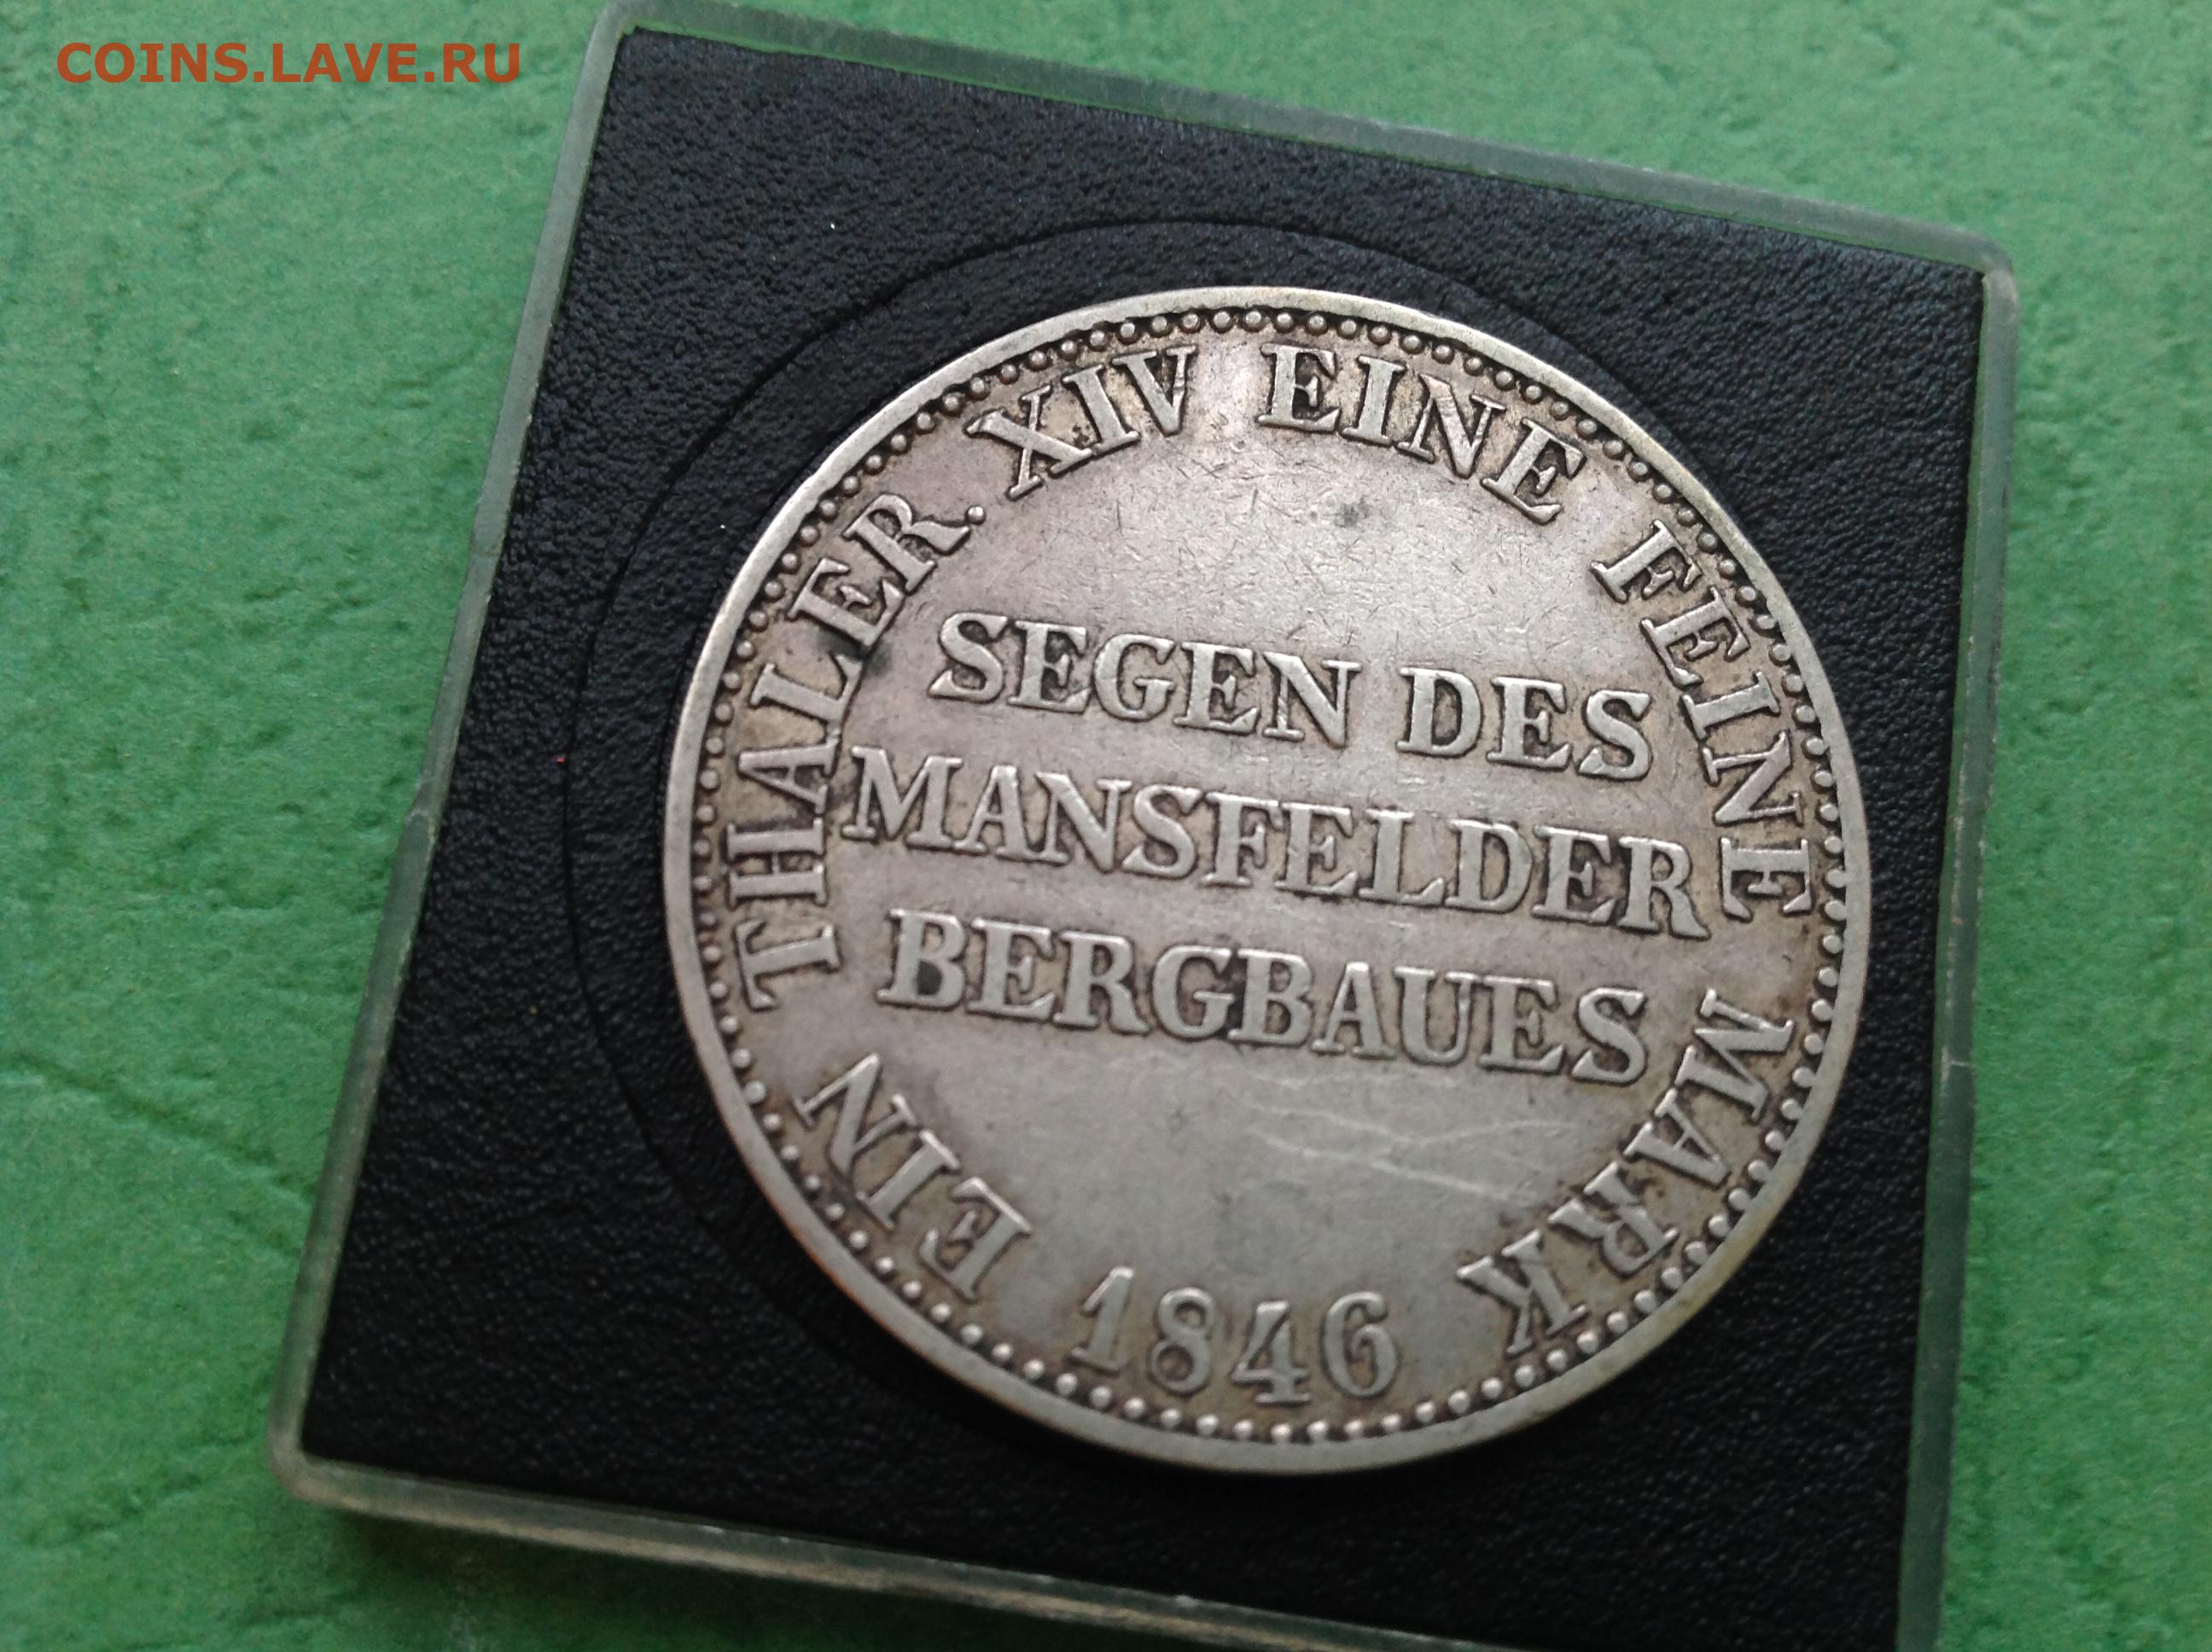 COINS.LAVE.RU
EIN THALER. XIV EINE FEINE MARK
SEGEN DES
MANSFELDER
BERGBAUES
1846